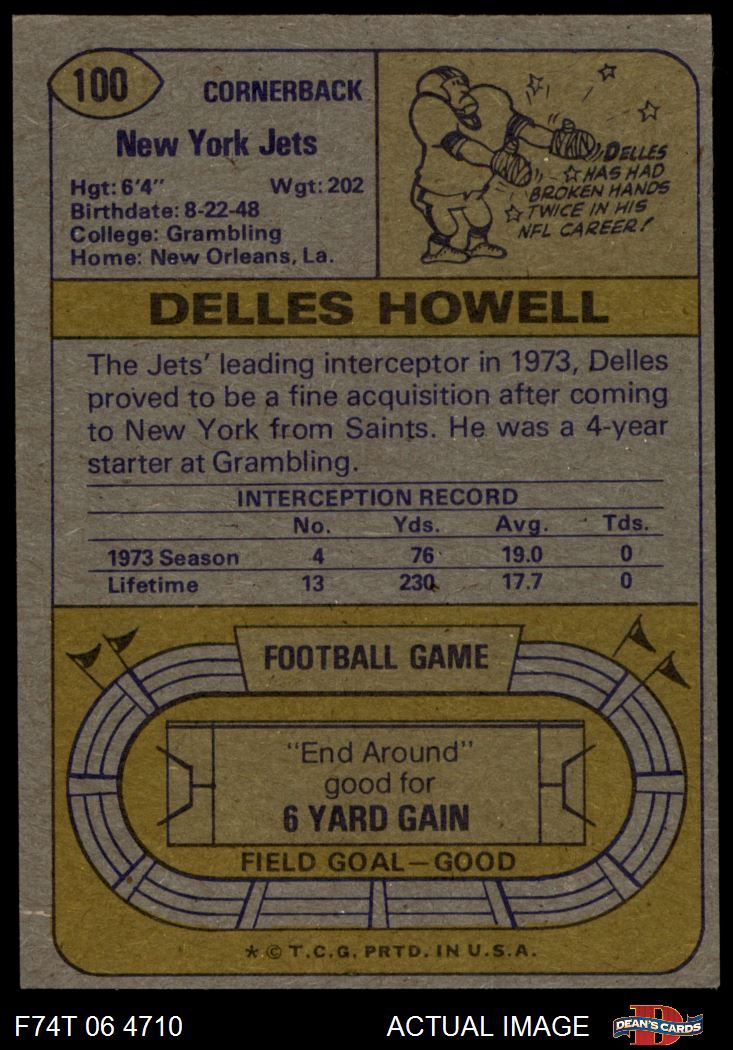 100
CORNERBACK
New York Jets
Hgt: 6'4" Wgt: 202
Birthdate: 8-22-48
College: Grambling
Home: New Orleans, La.
DELLES
HAS HAD
BROKEN HANDS
TWICE IN HIS
NFL CAREER!
DELLES HOWELL
The Jets' leading interceptor in 1973, Delles
proved to be a fine acquisition after coming
to New York from Saints. He was a 4-year
starter at Grambling.
INTERCEPTION RECORD
No. Yds. Avg. Tds.
1973 Season 4 76 19.0 0
Lifetime 13 230 17.7 0
FOOTBALL GAME
"End Around"
good for
6 YARD GAIN
FIELD GOAL—GOOD
* © T.C.G. PRTD. IN U.S.A.
F74T 06 4710 ACTUAL IMAGE
D
DEAN'S CARDS